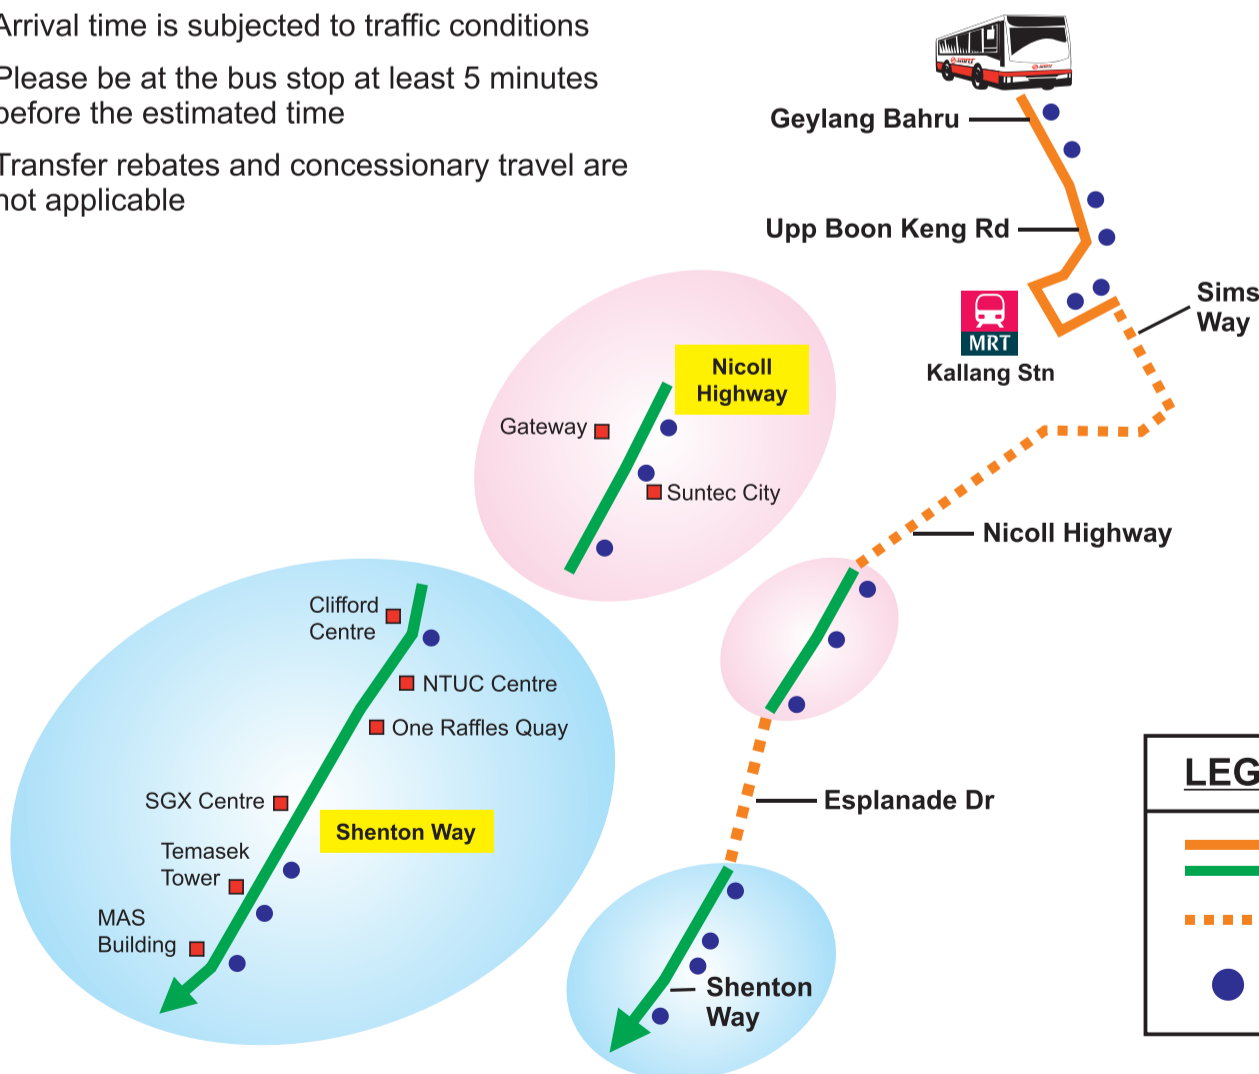 Arrival time is subjected to traffic conditions
Please be at the bus stop at least 5 minutes
before the estimated time
Transfer rebates and concessionary travel are
not applicable
Geylang Bahru
Upp Boon Keng Rd
Sims
Way
MRT
Kallang Stn
Nicoll
Highway
Gateway
Suntec City
Nicoll Highway
Clifford
Centre
NTUC Centre
One Raffles Quay
SGX Centre
Shenton Way
Temasek
Tower
MAS
Building
Esplanade Dr
Shenton
Way
LEG